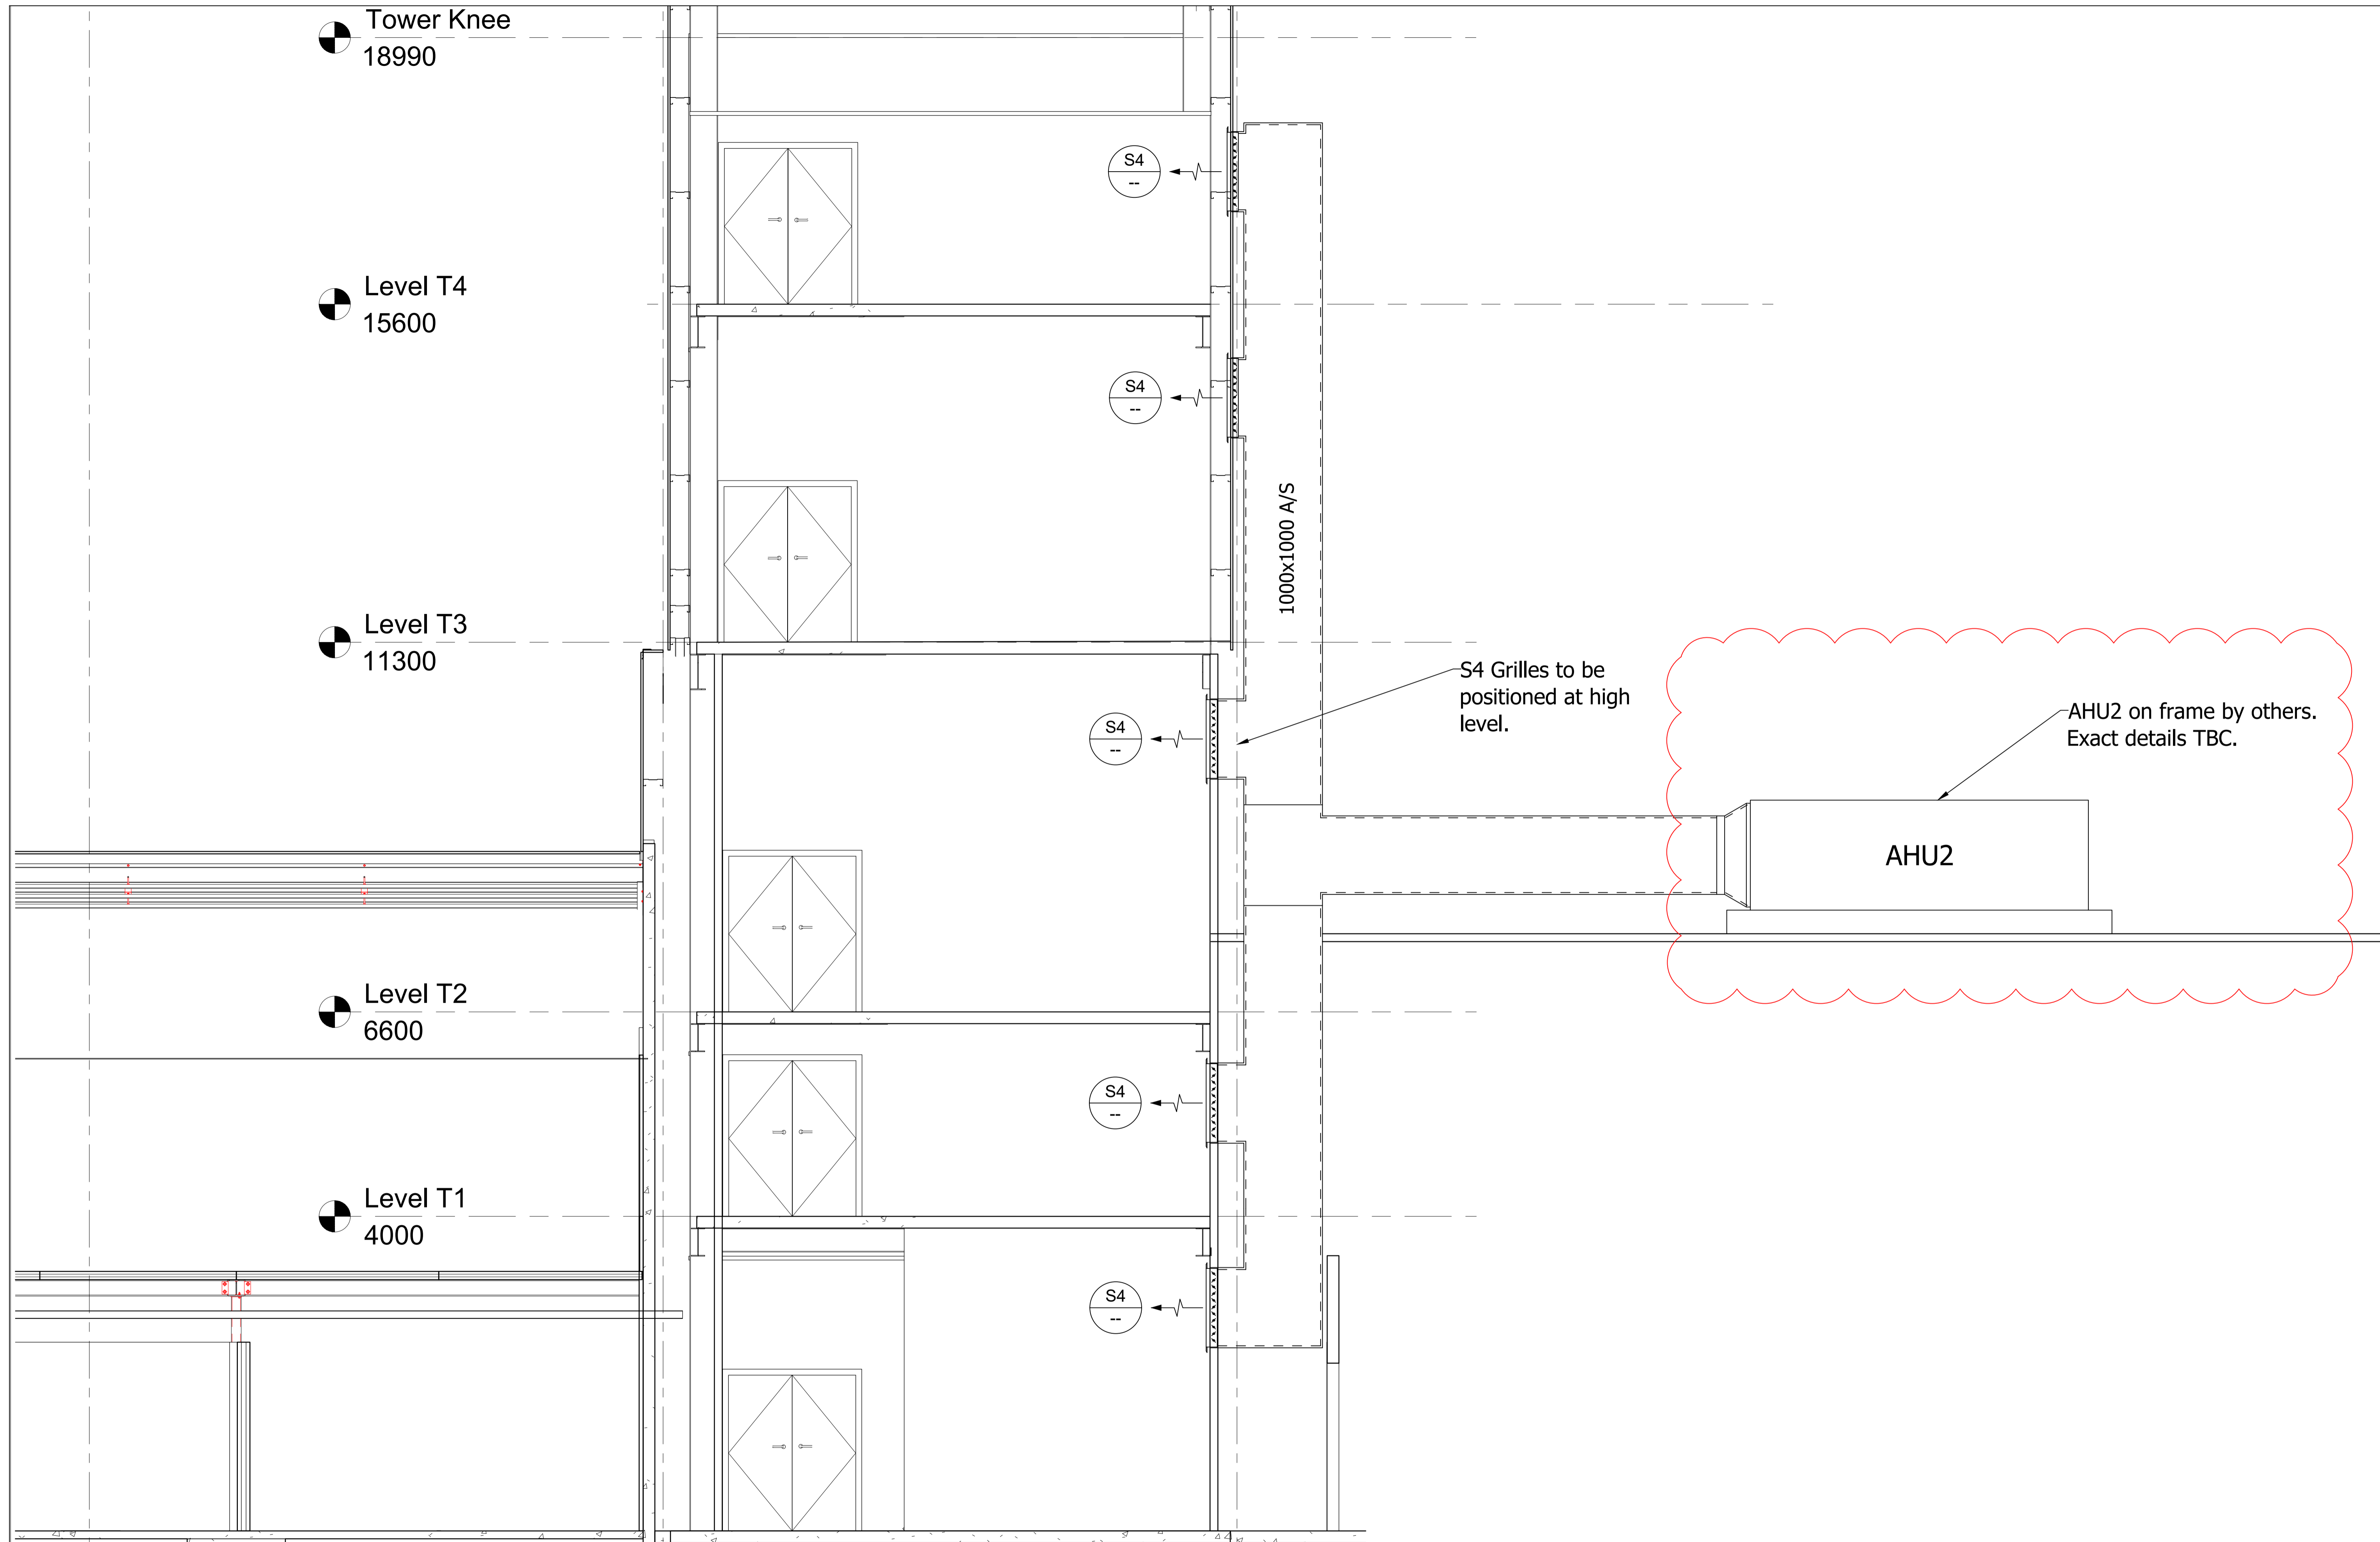 Tower Knee
18990
S4
--
Level T4
15600
S4
--
1000x1000 A/S
Level T3
11300
S4 Grilles to be
positioned at high
level.
S4
--
AHU2 on frame by others.
Exact details TBC.
AHU2
Level T2
6600
S4
--
Level T1
4000
S4
--